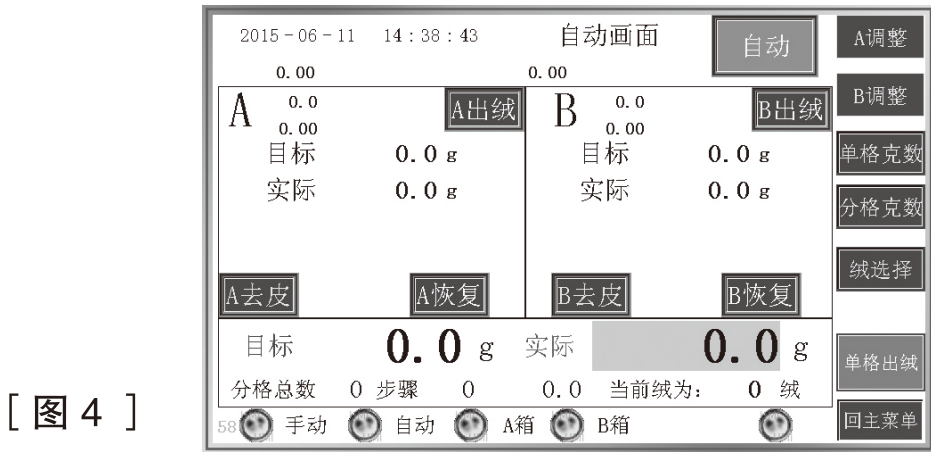 2015-06-11 14:38:43 自动画面 自动 A调整
0.00 0.00
A 0.0 A出绒 B 0.0 B出绒 B调整
0.00 0.00
目标 0.0 g 目标 0.0 g 单格克数
实际 0.0 g 实际 0.0 g 分格克数
绒选择
A去皮 A恢复 B去皮 B恢复
目标 0.0 g 实际 0.0 g 单格出绒
分格总数 0 步骤 0 0.0 当前绒为: 0 绒
58 手动 自动 A箱 B箱 回主菜单
[图4]